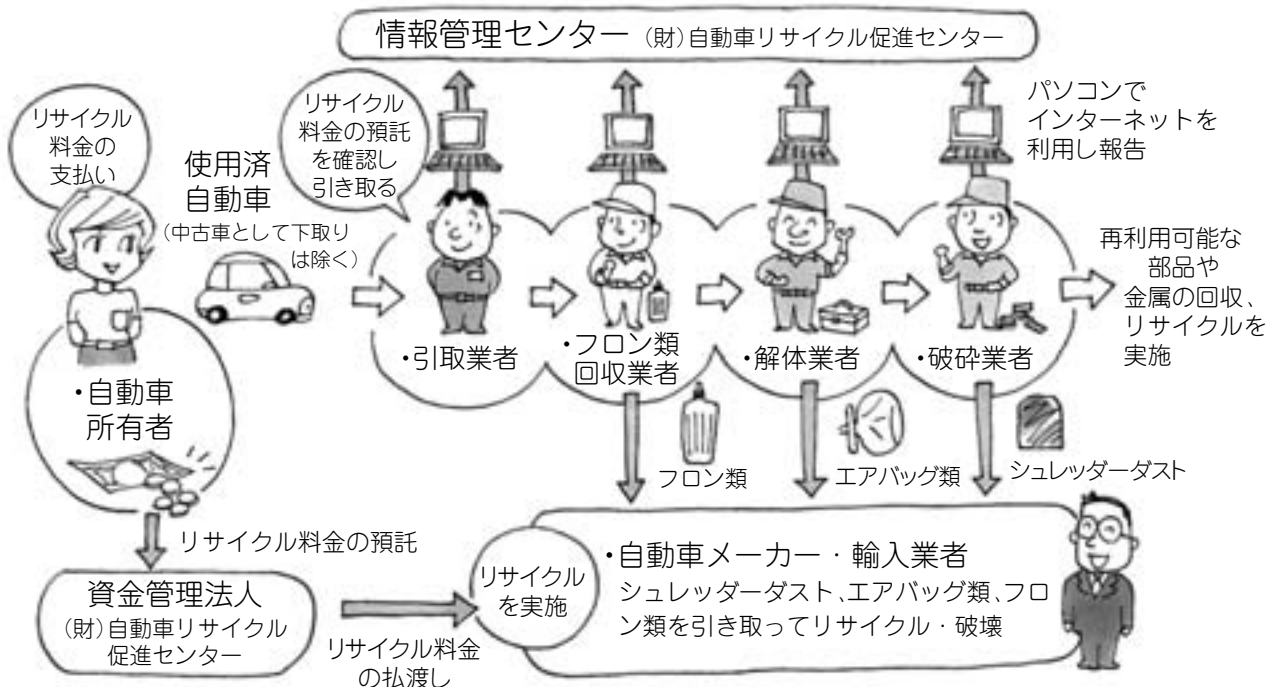 情報管理センター（財）自動車リサイクル促進センター
リサイクル
料金の
支払い
使用済
自動車
（中古車として下取り
は除く）
リサイクル
料金の預託
を確認し
引き取る
パソコンで
インターネットを
利用し報告
・自動車
所有者
・引取業者
・フロン類
回収業者
・解体業者
・破砕業者
再利用可能な
部品や
金属の回収、
リサイクルを
実施
フロン類
エアバッグ類
シュレッダーダスト
リサイクル料金の預託
資金管理法人
（財）自動車リサイクル
促進センター
リサイクル料金
の払渡し
リサイクル
を実施
・自動車メーカー・輸入業者
シュレッダーダスト、エアバッグ類、フロ
ン類を引き取ってリサイクル・破壊